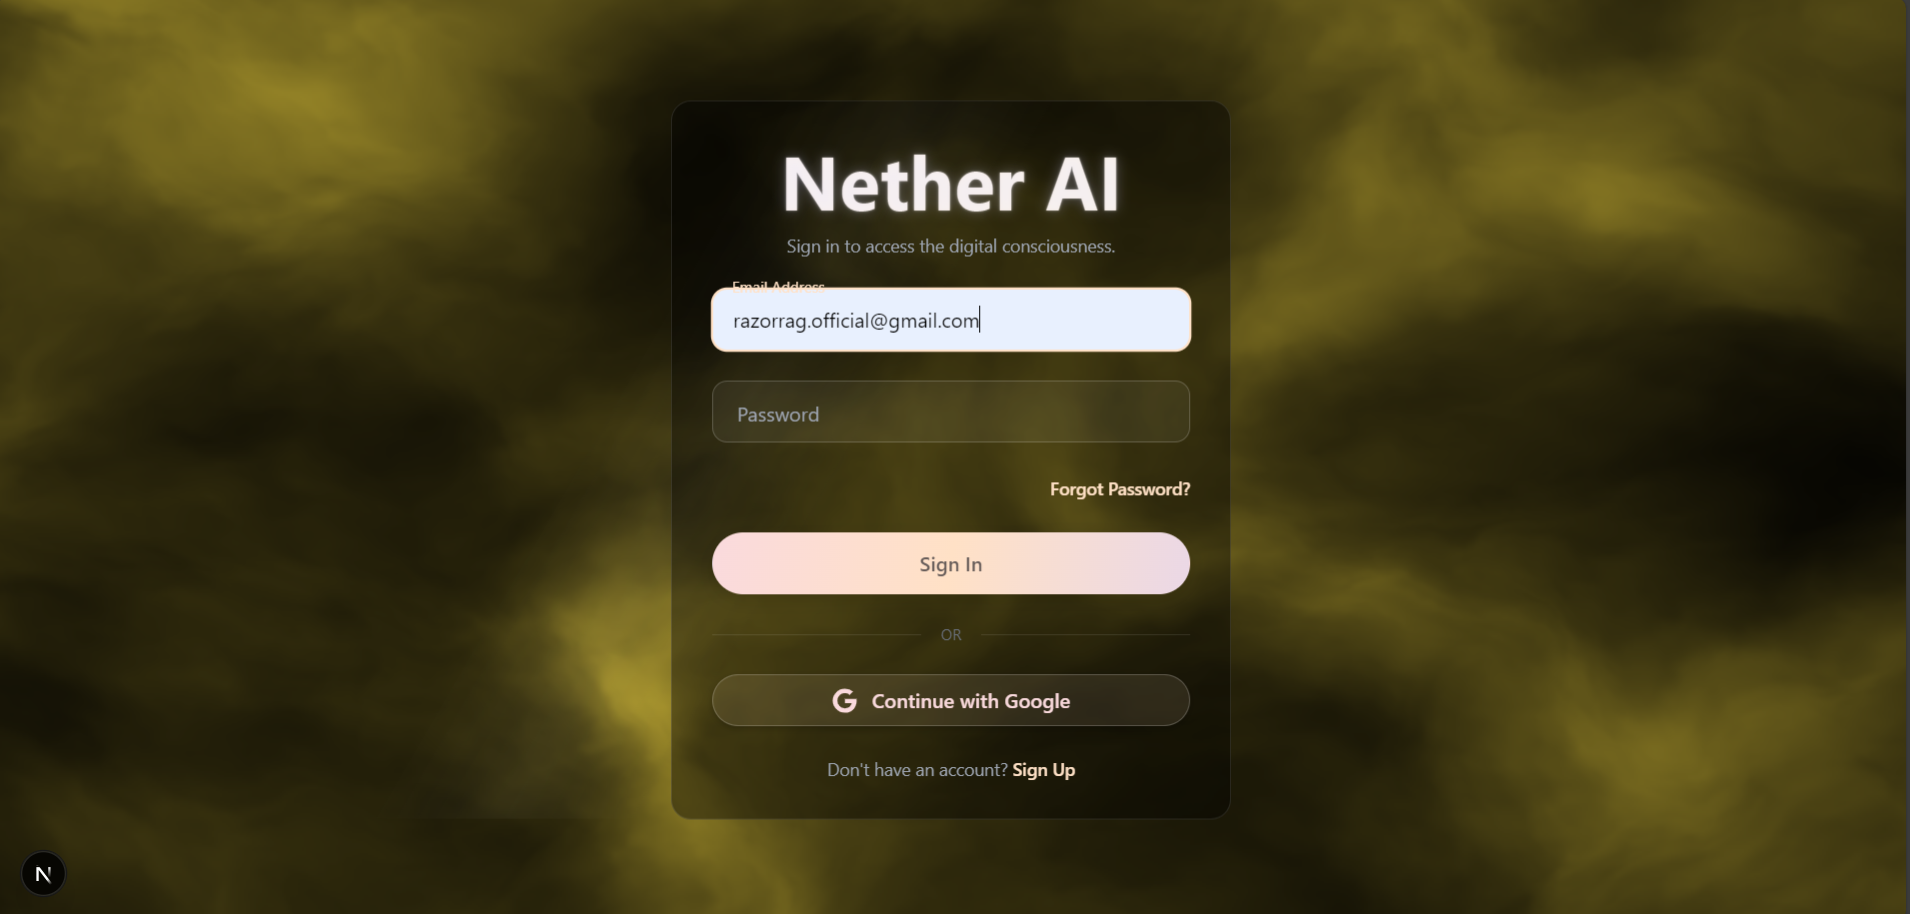 Nether AI
Sign in to access the digital consciousness.
Email Address
razorrag.official@gmail.com
Password
Forgot Password?
Sign In
OR
G Continue with Google
Don't have an account? Sign Up
N